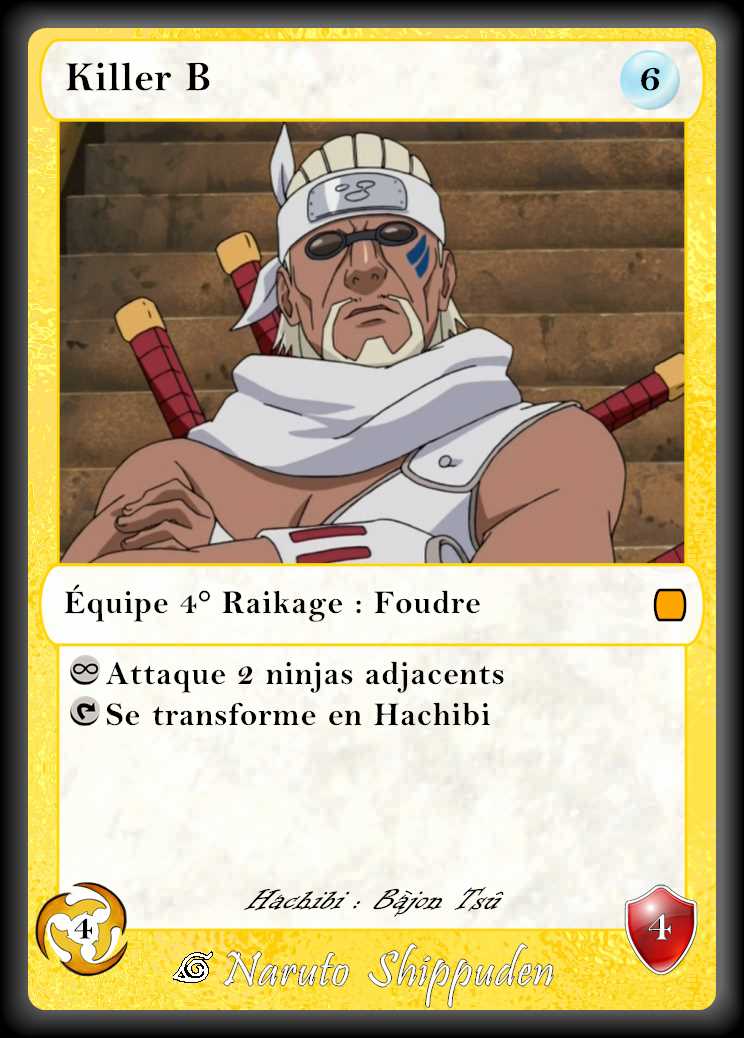 Killer B
6
Équipe 4° Raikage : Foudre
Attaque 2 ninjas adjacents
Se transforme en Hachibi
Hachibi : Bàjon Tsû
4
4
Naruto Shippuden